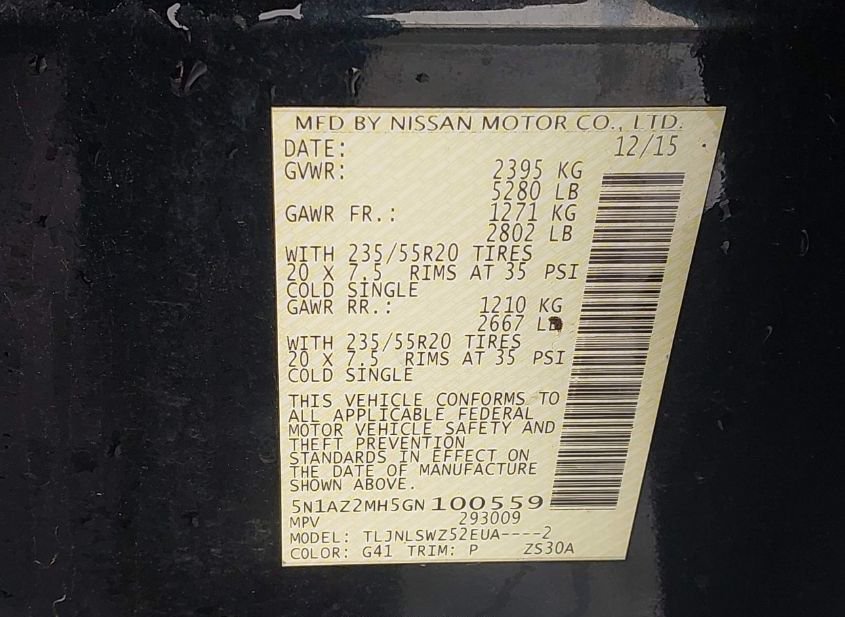 MFD BY NISSAN MOTOR CO., LTD.
DATE: 12/15
GVWR: 2395 KG
5280 LB
GAWR FR.: 1271 KG
2802 LB
WITH 235/55R20 TIRES
20 X 7.5 RIMS AT 35 PSI
COLD SINGLE
GAWR RR.: 1210 KG
2667 LB
WITH 235/55R20 TIRES
20 X 7.5 RIMS AT 35 PSI
COLD SINGLE
THIS VEHICLE CONFORMS TO
ALL APPLICABLE FEDERAL
MOTOR VEHICLE SAFETY AND
THEFT PREVENTION
STANDARDS IN EFFECT ON
THE DATE OF MANUFACTURE
SHOWN ABOVE.
5N1AZ2MH5GN100559
MPV 293009
MODEL: TLJNLSWZ52EUA----2
COLOR: G41 TRIM: P ZS30A